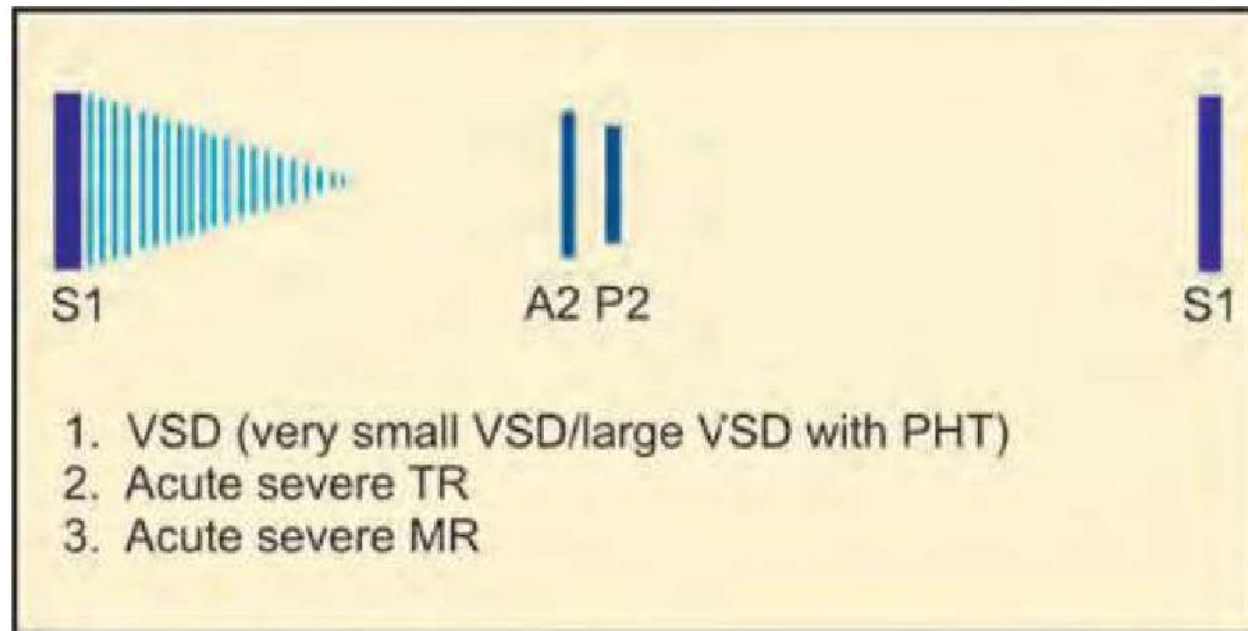 S1 A2 P2 S1
1. VSD (very small VSD/large VSD with PHT)
2. Acute severe TR
3. Acute severe MR